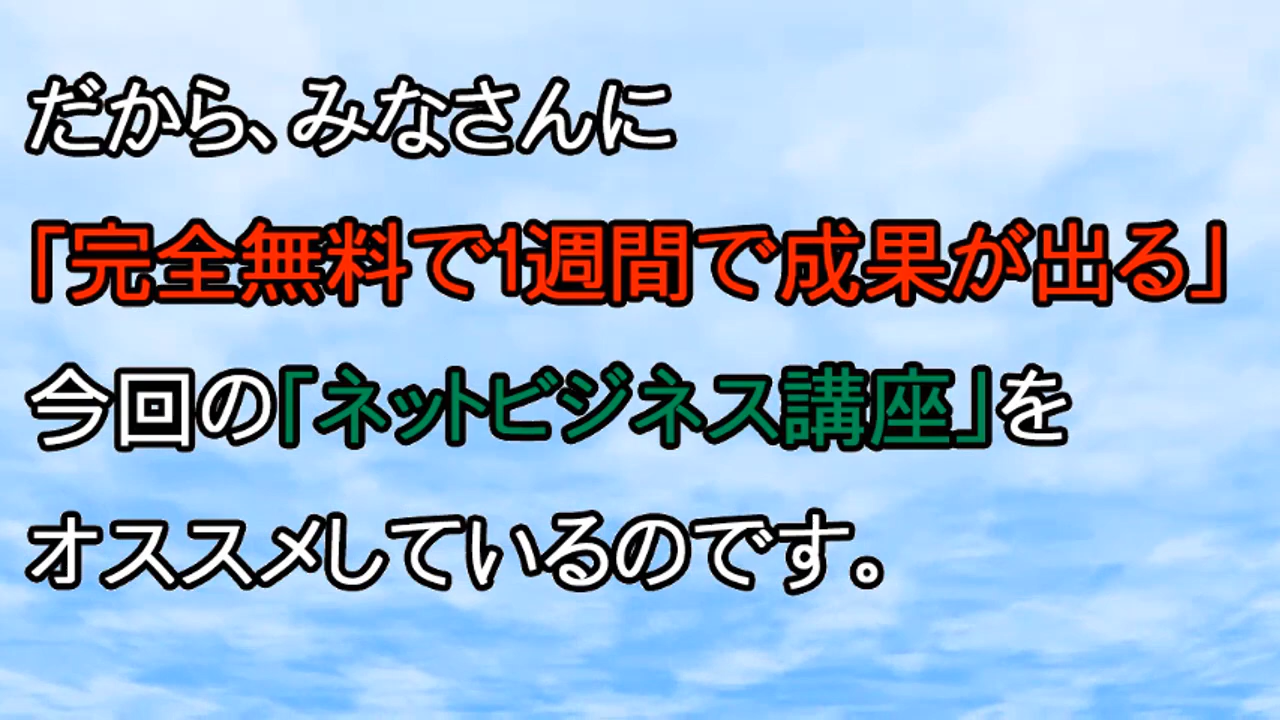 だから、みなさんに
「完全無料で1週間で成果が出る」
今回の「ネットビジネス講座」を
オススメしているのです。